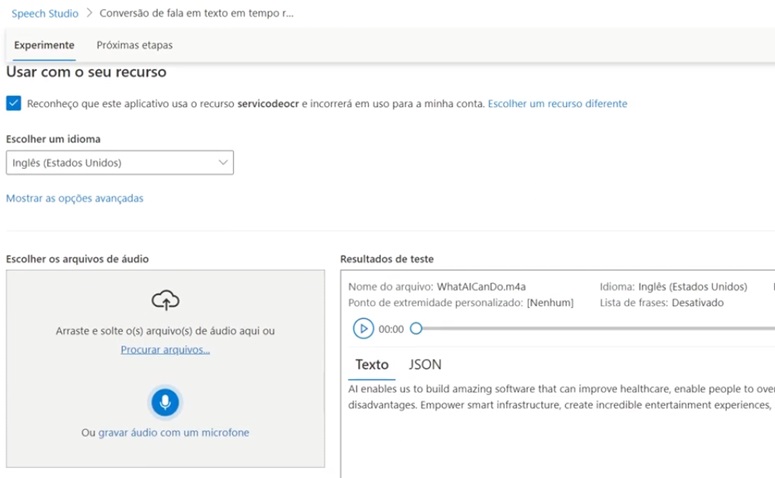 Speech Studio > Conversão de fala em texto em tempo r...
Experimente Próximas etapas
Usar com o seu recurso
Reconheço que este aplicativo usa o recurso servicodeocr e incorrerá em uso para a minha conta. Escolher um recurso diferente
Escolher um idioma
Inglês (Estados Unidos)
Mostrar as opções avançadas
Escolher os arquivos de áudio
Arraste e solte o(s) arquivo(s) de áudio aqui ou
Procurar arquivos...
Ou gravar áudio com um microfone
Resultados de teste
Nome do arquivo: WhatAICanDo.m4a Idioma: Inglês (Estados Unidos)
Ponto de extremidade personalizado: [Nenhum] Lista de frases: Desativado
00:00
Texto JSON
AI enables us to build amazing software that can improve healthcare, enable people to over
disadvantages. Empower smart infrastructure, create incredible entertainment experiences,